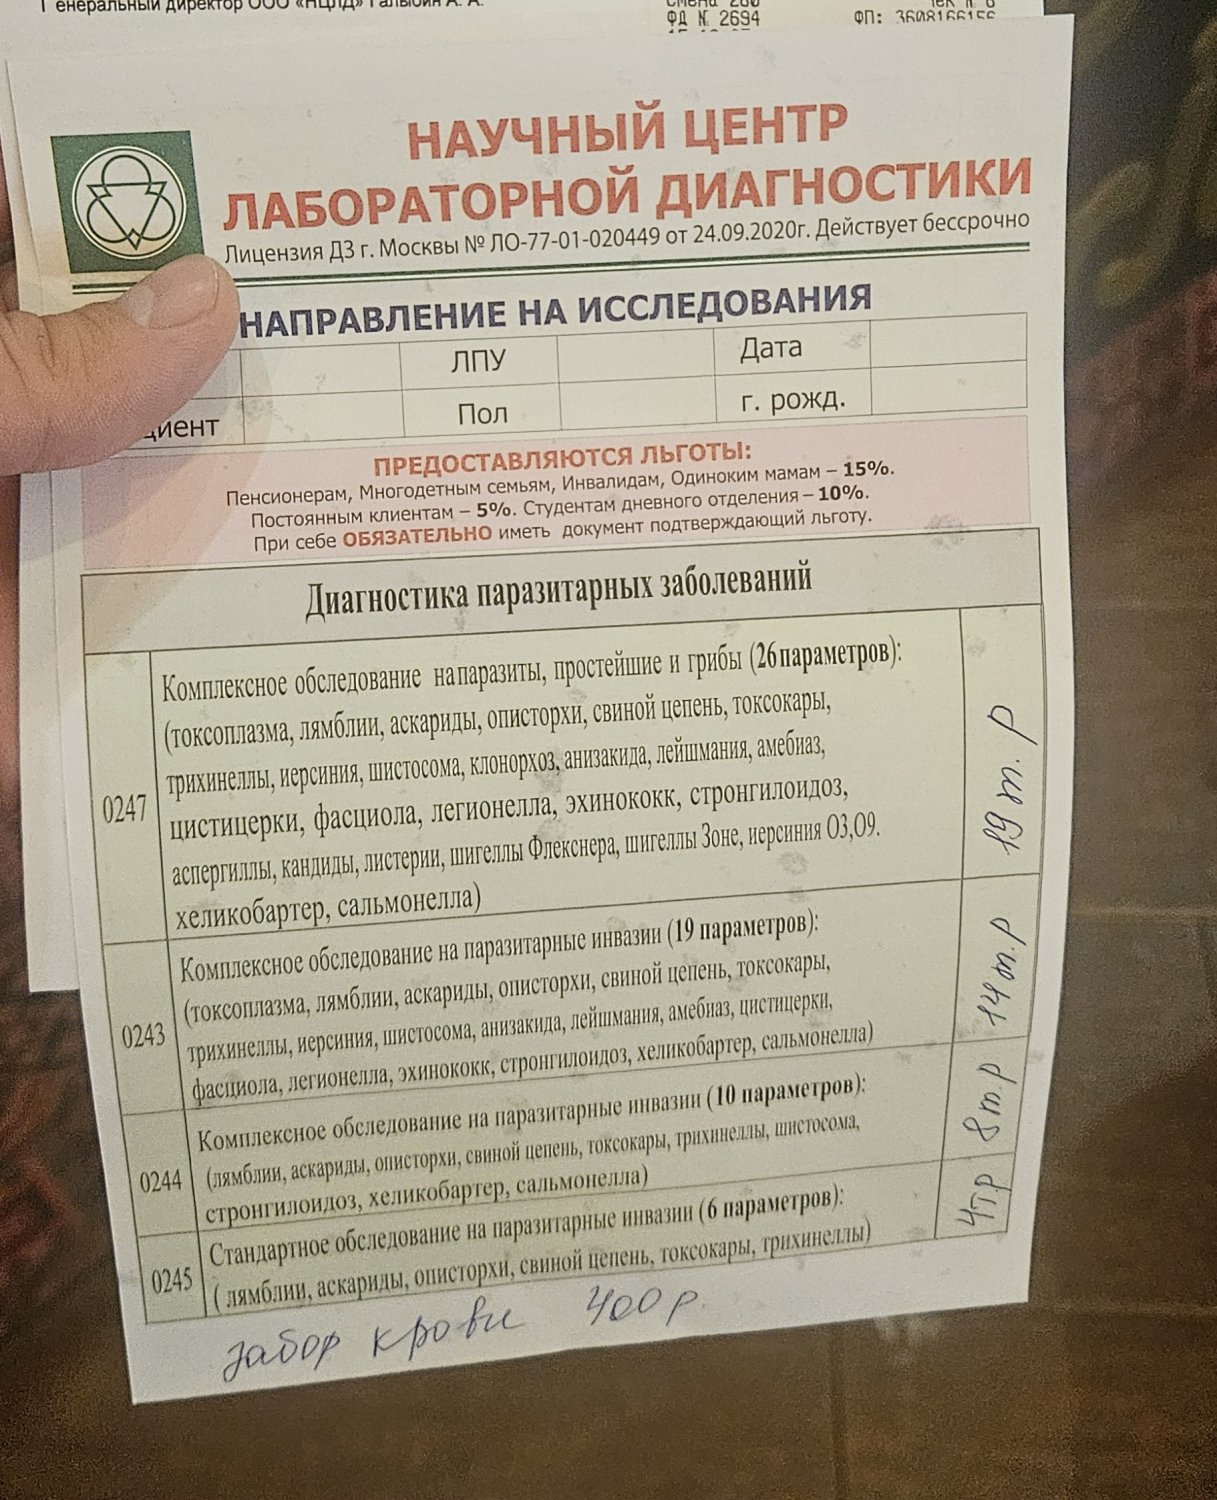 Генеральный директор ООО «НЦЛД» Галыбин А. А.
Смена 280
Чек № 6
ФД № 2694
ФП: 3608166156
НАУЧНЫЙ ЦЕНТР
ЛАБОРАТОРНОЙ ДИАГНОСТИКИ
Лицензия ДЗ г. Москвы № ЛО-77-01-020449 от 24.09.2020г. Действует бессрочно
НАПРАВЛЕНИЕ НА ИССЛЕДОВАНИЯ
ЛПУ
Дата
циент
Пол
г. рожд.
ПРЕДОСТАВЛЯЮТСЯ ЛЬГОТЫ:
Пенсионерам, Многодетным семьям, Инвалидам, Одиноким мамам – 15%.
Постоянным клиентам – 5%. Студентам дневного отделения – 10%.
При себе ОБЯЗАТЕЛЬНО иметь документ подтверждающий льготу.
Диагностика паразитарных заболеваний
0247
Комплексное обследование на паразиты, простейшие и грибы (26 параметров):
(токсоплазма, лямблии, аскариды, описторхи, свиной цепень, токсокары,
трихинеллы, иерсиния, шистосома, клонорхоз, анизакида, лейшмания, амебиаз,
цистицерки, фасциола, легионелла, эхинококк, стронгилоидоз,
аспергиллы, кандиды, листерии, шигеллы Флекснера, шигеллы Зоне, иерсиния О3,О9.
хеликобартер, сальмонелла)
19 т. р
0243
Комплексное обследование на паразитарные инвазии (19 параметров):
(токсоплазма, лямблии, аскариды, описторхи, свиной цепень, токсокары,
трихинеллы, иерсиния, шистосома, анизакида, лейшмания, амебиаз, цистицерки,
фасциола, легионелла, эхинококк, стронгилоидоз, хеликобартер, сальмонелла)
14 т. р
0244
Комплексное обследование на паразитарные инвазии (10 параметров):
(лямблии, аскариды, описторхи, свиной цепень, токсокары, трихинеллы, шистосома,
стронгилоидоз, хеликобартер, сальмонелла)
8 т р
0245
Стандартное обследование на паразитарные инвазии (6 параметров):
( лямблии, аскариды, описторхи, свиной цепень, токсокары, трихинеллы)
4 т р
забор крови 400 р.